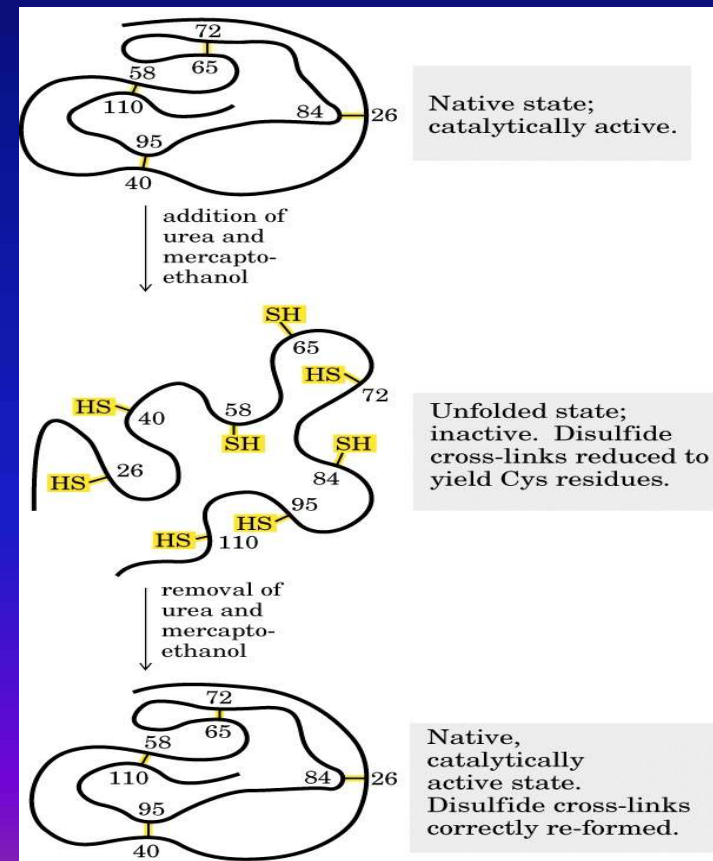 72
65
58
110
84
26
95
40
Native state;
catalytically active.
addition of
urea and
mercapto-
ethanol
SH
65
HS
72
HS
40
58
SH
SH
84
26
HS
95
HS
HS
110
Unfolded state;
inactive. Disulfide
cross-links reduced to
yield Cys residues.
removal of
urea and
mercapto-
ethanol
72
65
58
110
84
26
95
40
Native,
catalytically
active state.
Disulfide cross-links
correctly re-formed.